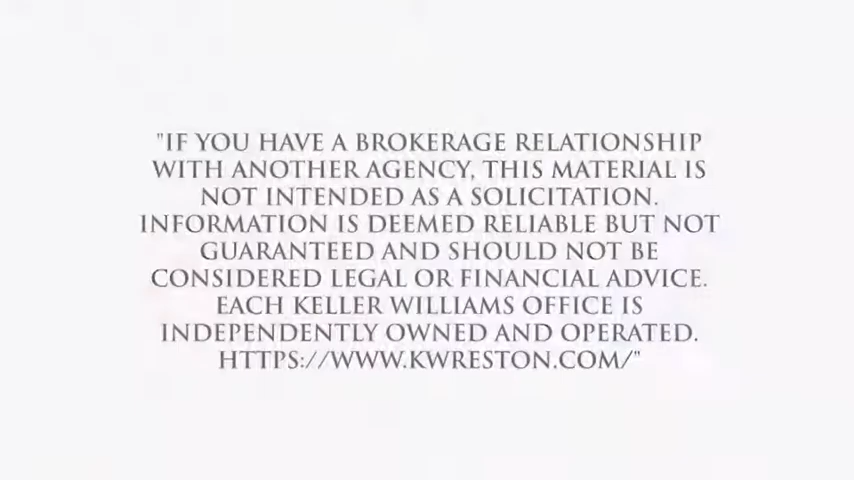 "IF YOU HAVE A BROKERAGE RELATIONSHIP
WITH ANOTHER AGENCY, THIS MATERIAL IS
NOT INTENDED AS A SOLICITATION.
INFORMATION IS DEEMED RELIABLE BUT NOT
GUARANTEED AND SHOULD NOT BE
CONSIDERED LEGAL OR FINANCIAL ADVICE.
EACH KELLER WILLIAMS OFFICE IS
INDEPENDENTLY OWNED AND OPERATED.
HTTPS://WWW.KWRESTON.COM/"